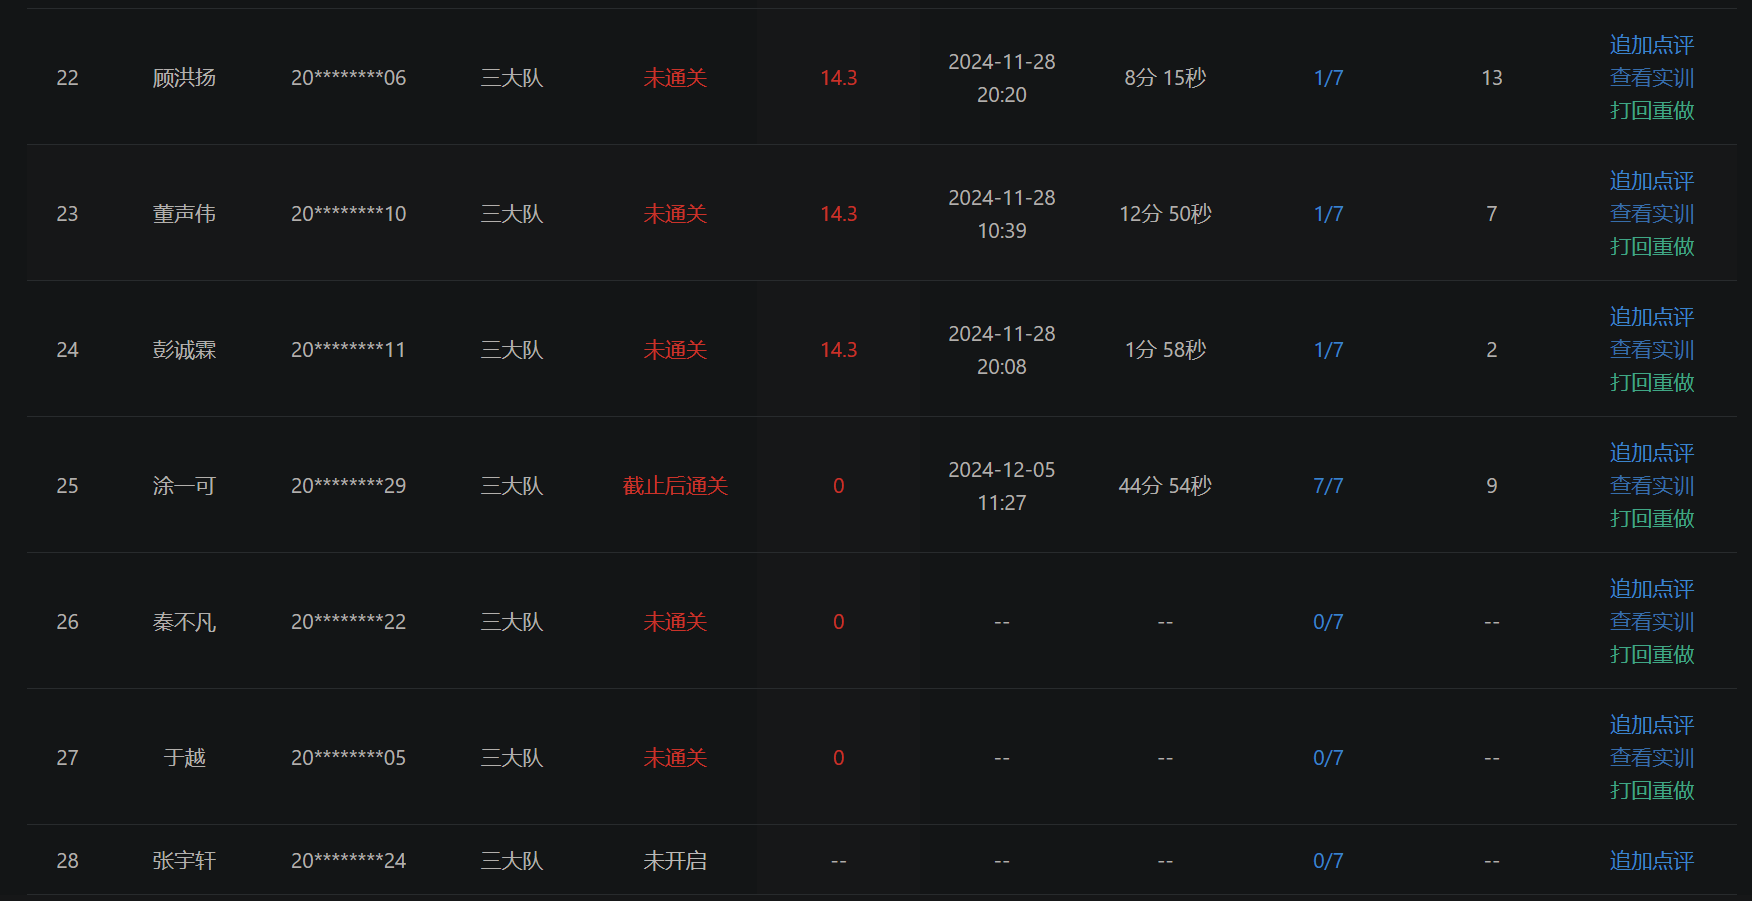 追加点评
2024-11-28
22 顾洪扬 20********06 三大队 未通关 14.3 8分 15秒 1/7 13 查看实训
20:20
打回重做
追加点评
2024-11-28
23 董声伟 20********10 三大队 未通关 14.3 12分 50秒 1/7 7 查看实训
10:39
打回重做
追加点评
2024-11-28
24 彭诚霖 20********11 三大队 未通关 14.3 1分 58秒 1/7 2 查看实训
20:08
打回重做
追加点评
2024-12-05
25 涂一可 20********29 三大队 截止后通关 0 44分 54秒 7/7 9 查看实训
11:27
打回重做
追加点评
26 秦不凡 20********22 三大队 未通关 0 -- -- 0/7 -- 查看实训
打回重做
追加点评
27 于越 20********05 三大队 未通关 0 -- -- 0/7 -- 查看实训
打回重做
28 张宇轩 20********24 三大队 未开启 -- -- -- 0/7 -- 追加点评